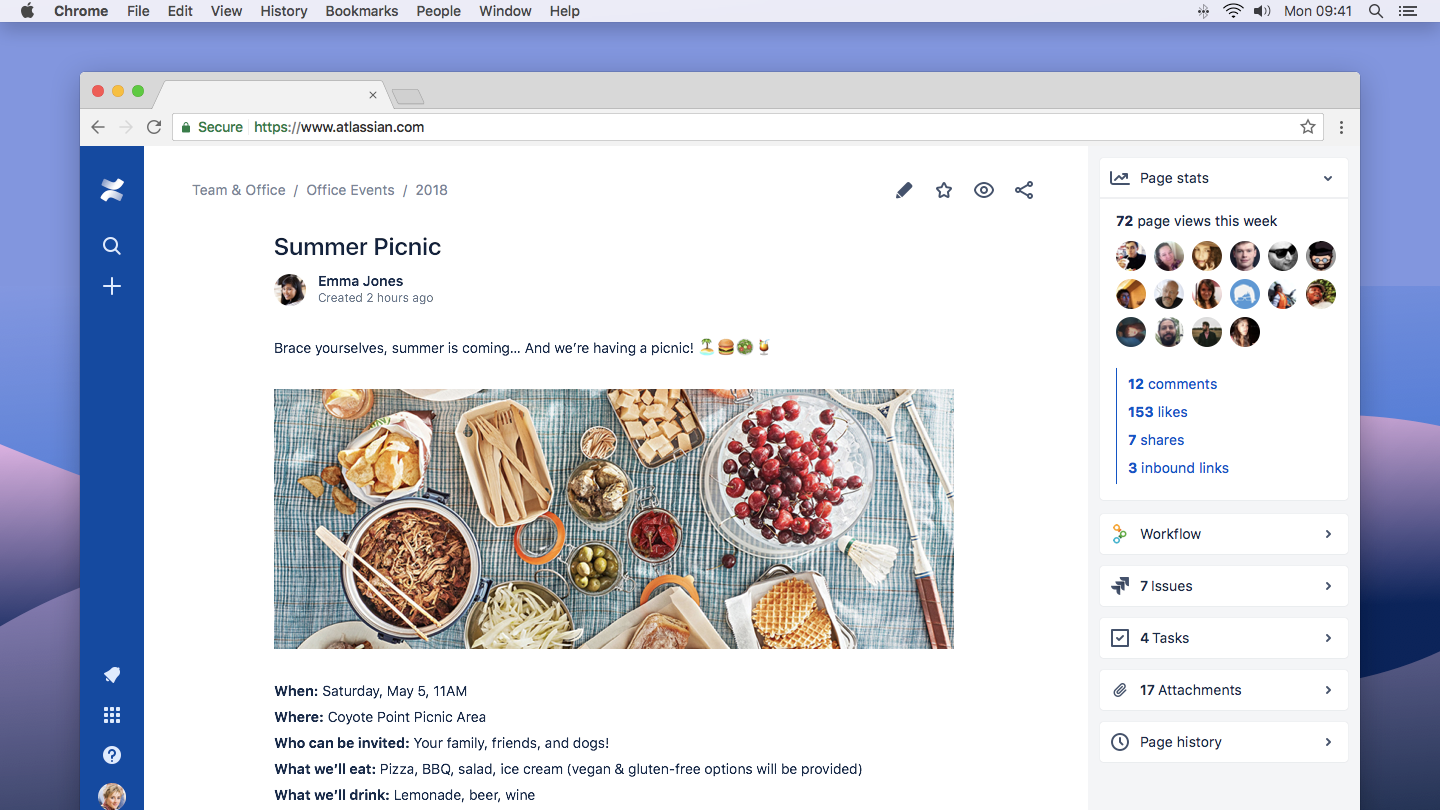 Chrome File Edit View History Bookmarks People Window Help Mon 09:41
Secure https://www.atlassian.com
Team & Office / Office Events / 2018
Summer Picnic
Emma Jones
Created 2 hours ago
Brace yourselves, summer is coming… And we’re having a picnic! 🏝🍔🥗🍹
When: Saturday, May 5, 11AM
Where: Coyote Point Picnic Area
Who can be invited: Your family, friends, and dogs!
What we’ll eat: Pizza, BBQ, salad, ice cream (vegan & gluten-free options will be provided)
What we’ll drink: Lemonade, beer, wine
Page stats
72 page views this week
12 comments
153 likes
7 shares
3 inbound links
Workflow
7 Issues
4 Tasks
17 Attachments
Page history